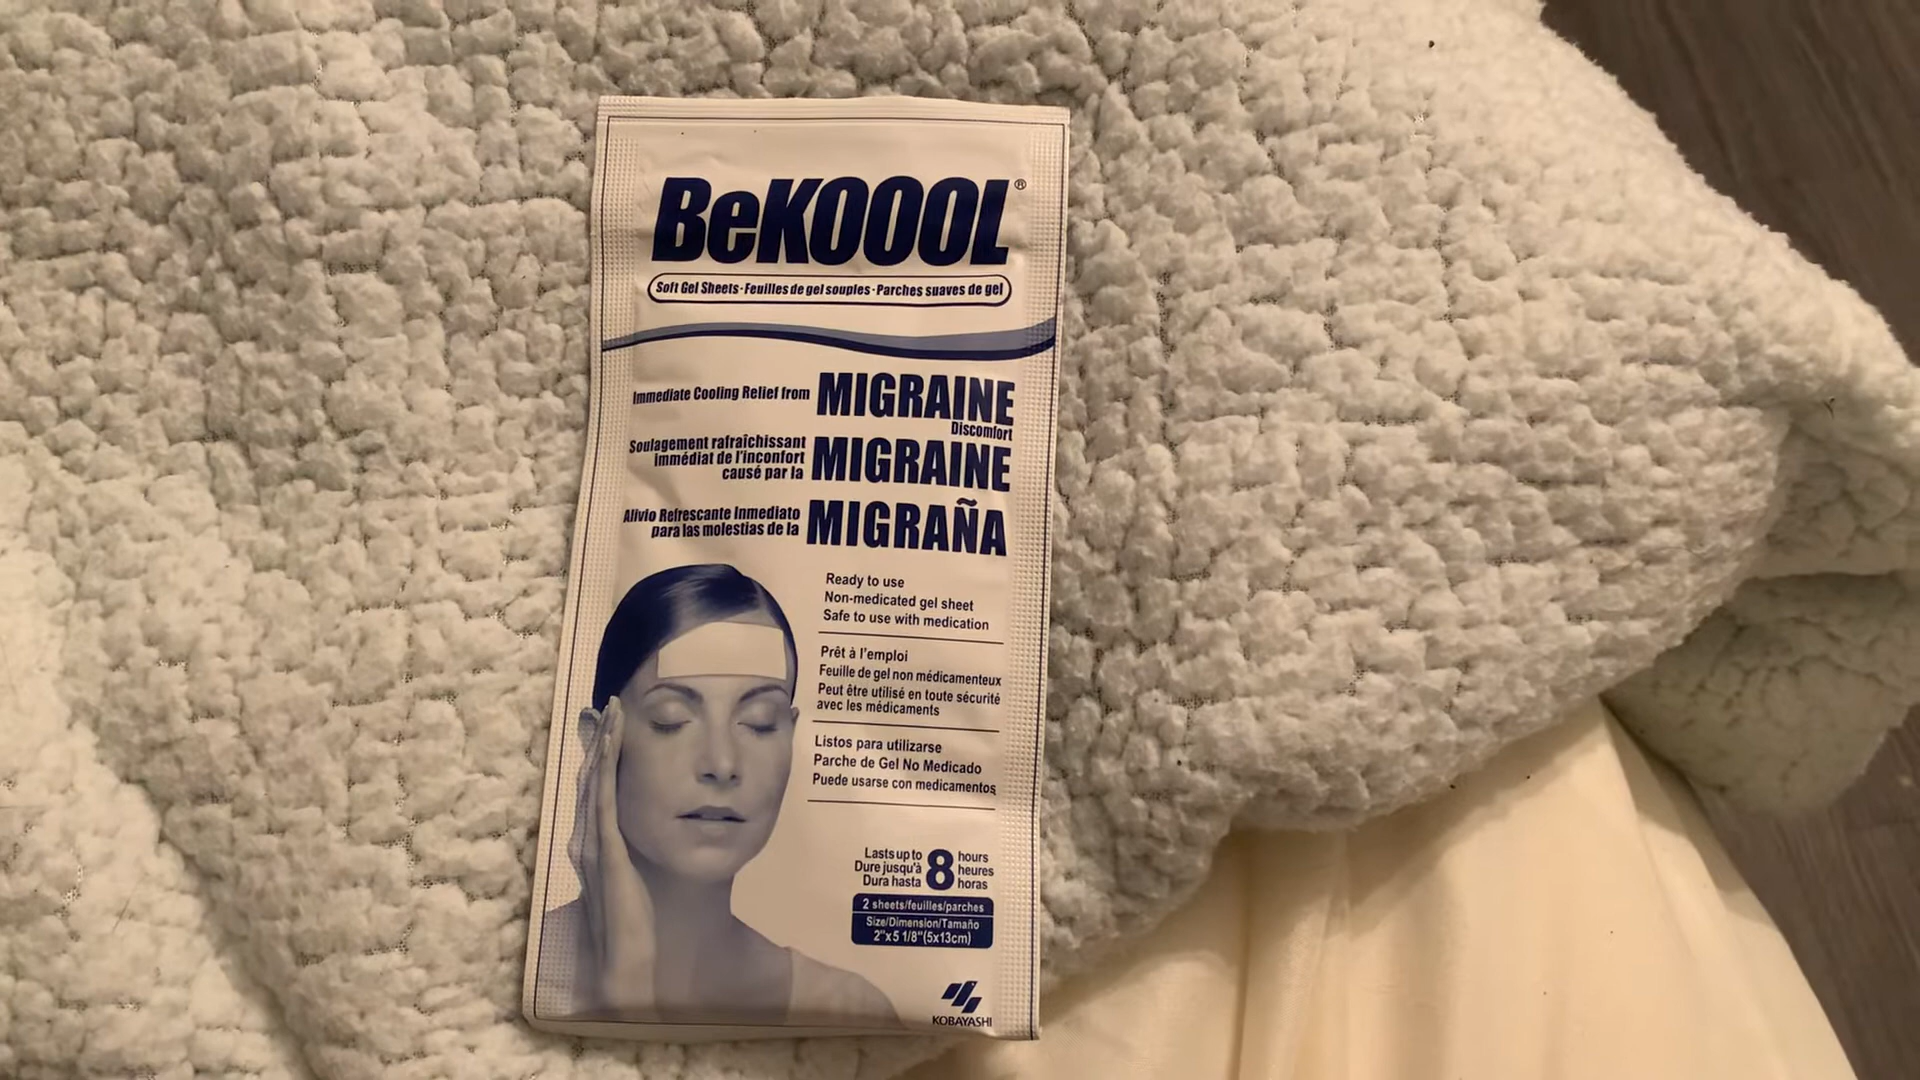 BeKOOOL®
Soft Gel Sheets·Feuilles de gel souples·Parches suaves de gel
Immediate Cooling Relief from MIGRAINE
Discomfort
Soulagement rafraîchissant
immédiat de l'inconfort
causé par la MIGRAINE
Alivio Refrescante Inmediato
para las molestias de la MIGRAÑA
Ready to use
Non-medicated gel sheet
Safe to use with medication
Prêt à l'emploi
Feuille de gel non médicamenteux
Peut être utilisé en toute sécurité
avec les médicaments
Listos para utilizarse
Parche de Gel No Medicado
Puede usarse con medicamentos
Lasts up to 8 hours
Dure jusqu'à heures
Dura hasta horas
2 sheets/feuilles/parches
Size/Dimension/Tamaño
2"x5 1/8"(5x13cm)
KOBAYASHI